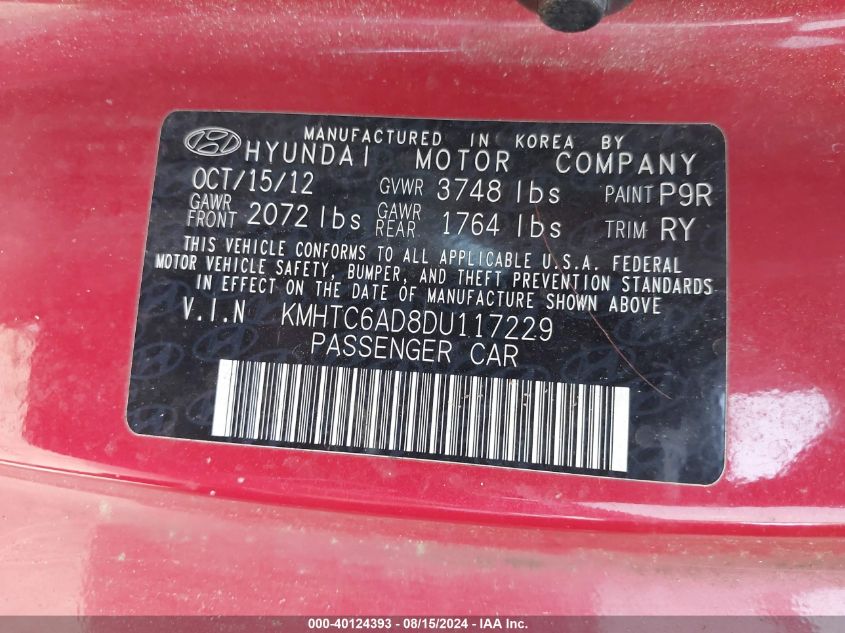 MANUFACTURED IN KOREA BY
HYUNDAI MOTOR COMPANY
OCT/15/12 GVWR 3748 lbs PAINT P9R
GAWR FRONT 2072 lbs GAWR REAR 1764 lbs TRIM RY
THIS VEHICLE CONFORMS TO ALL APPLICABLE U.S.A. FEDERAL
MOTOR VEHICLE SAFETY, BUMPER, AND THEFT PREVENTION STANDARDS
IN EFFECT ON THE DATE OF MANUFACTURE SHOWN ABOVE
V.I.N KMHTC6AD8DU117229
PASSENGER CAR
000-40124393 - 08/15/2024 - IAA Inc.